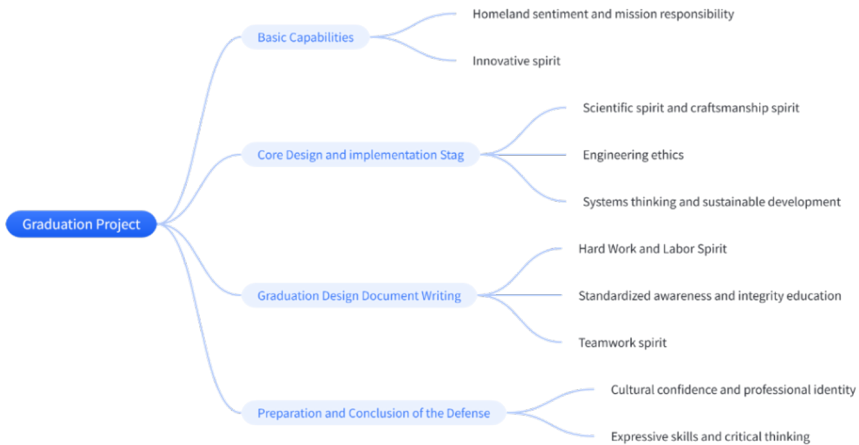 Graduation Project
Basic Capabilities
Homeland sentiment and mission responsibility
Innovative spirit
Core Design and implementation Stag
Scientific spirit and craftsmanship spirit
Engineering ethics
Systems thinking and sustainable development
Graduation Design Document Writing
Hard Work and Labor Spirit
Standardized awareness and integrity education
Teamwork spirit
Preparation and Conclusion of the Defense
Cultural confidence and professional identity
Expressive skills and critical thinking